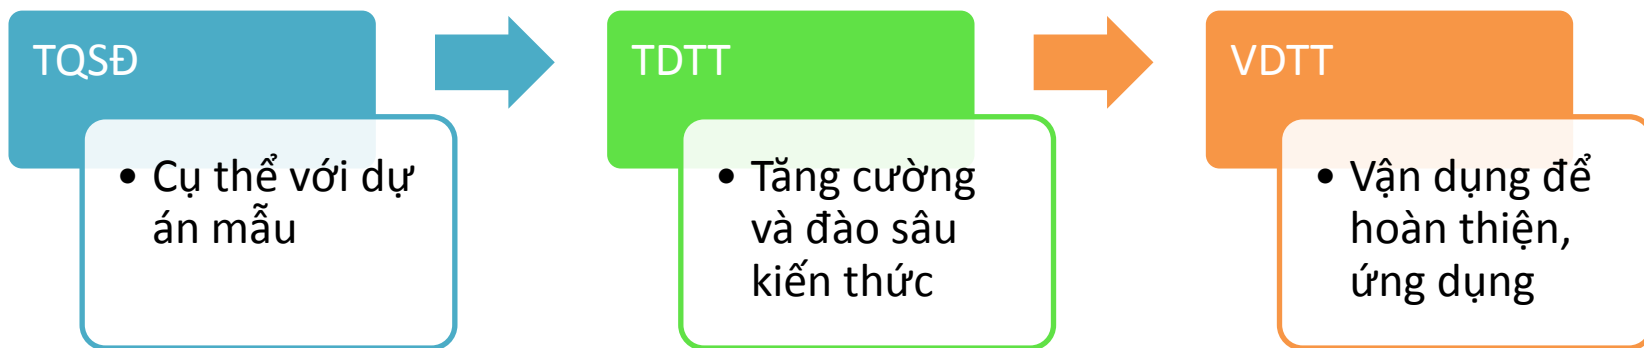 TQSĐ
• Cụ thể với dự
án mẫu
TDTT
• Tăng cường
và đào sâu
kiến thức
VDTT
• Vận dụng để
hoàn thiện,
ứng dụng